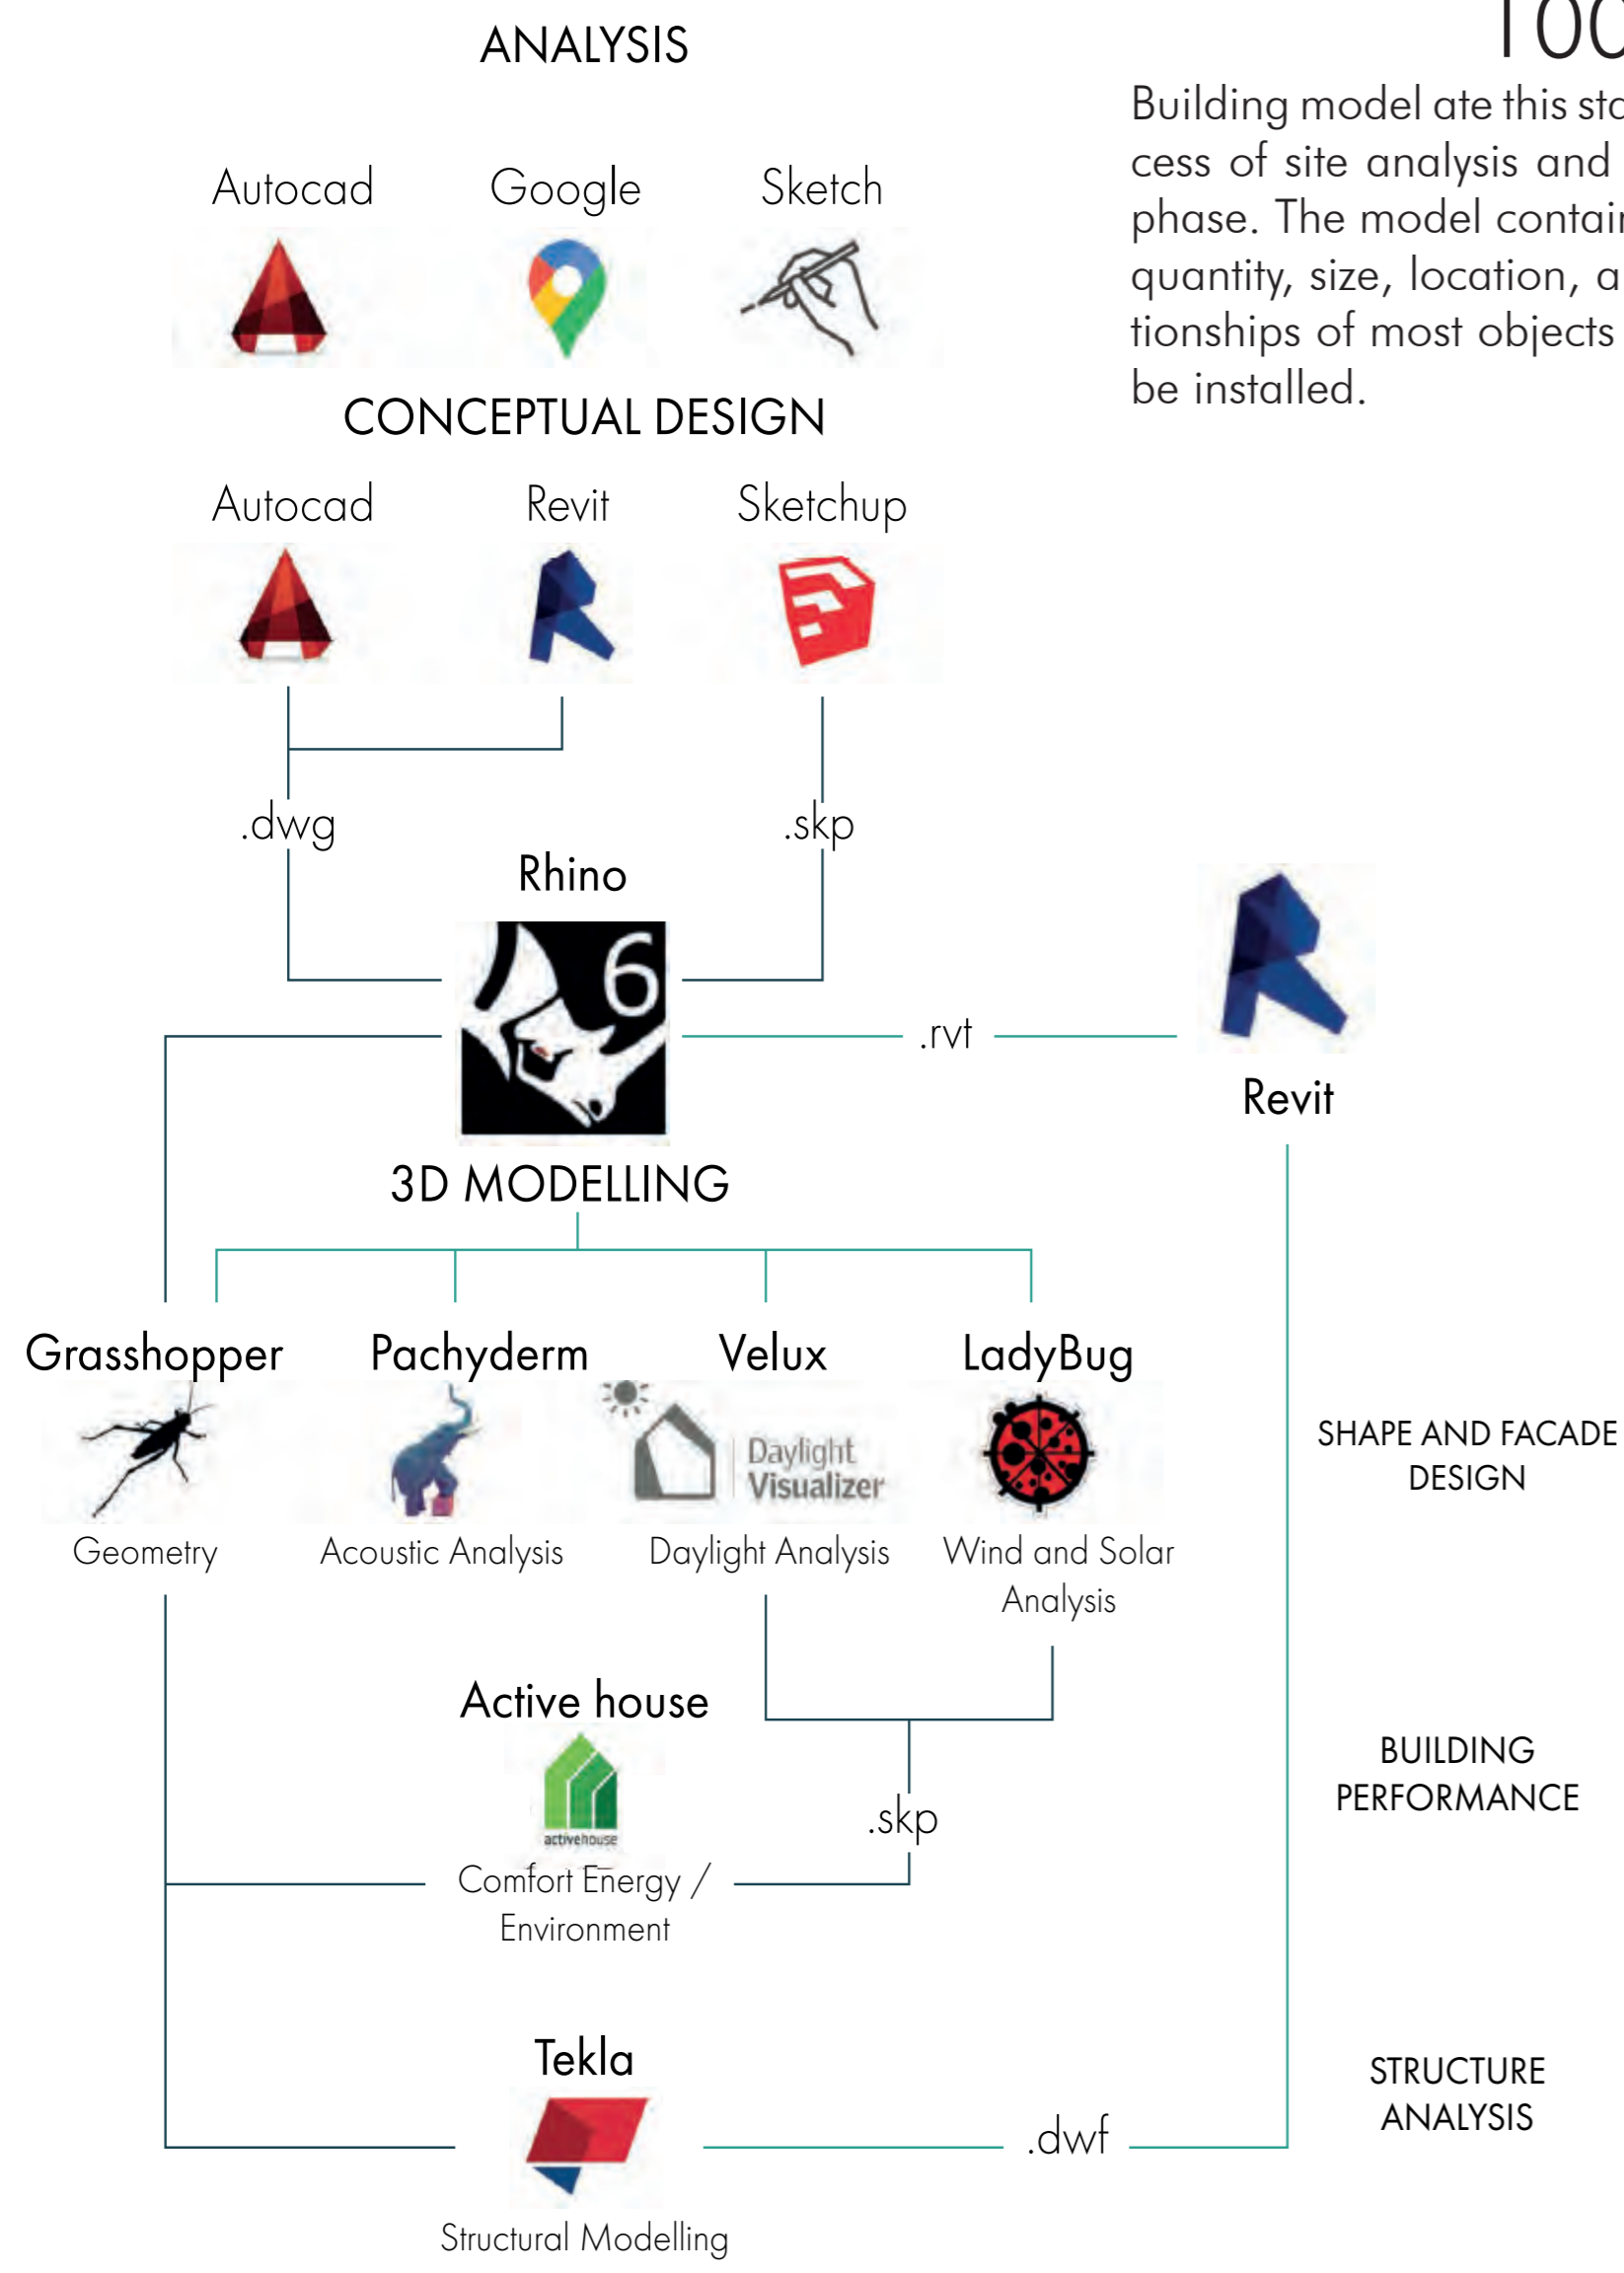 ANALYSIS
100
Building model ate this sta
cess of site analysis and
phase. The model contain
quantity, size, location, a
tionships of most objects
be installed.
Autocad
Google
Sketch
CONCEPTUAL DESIGN
Autocad
Revit
Sketchup
.dwg
.skp
Rhino
6
.rvt
Revit
3D MODELLING
Grasshopper
Pachyderm
Velux
LadyBug
Daylight
Visualizer
SHAPE AND FACADE
DESIGN
Geometry
Acoustic Analysis
Daylight Analysis
Wind and Solar
Analysis
Active house
activehouse
.skp
BUILDING
PERFORMANCE
Comfort Energy /
Environment
Tekla
.dwf
STRUCTURE
ANALYSIS
Structural Modelling